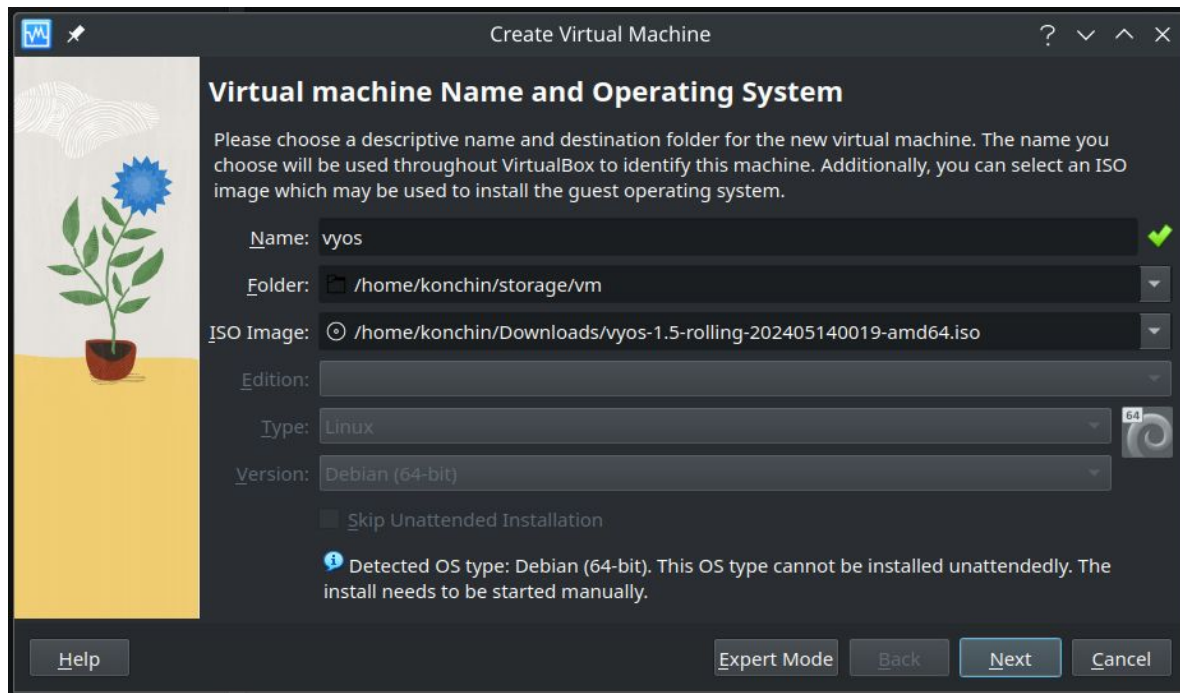 Create Virtual Machine
Virtual machine Name and Operating System
Please choose a descriptive name and destination folder for the new virtual machine. The name you
choose will be used throughout VirtualBox to identify this machine. Additionally, you can select an ISO
image which may be used to install the guest operating system.
Name: vyos
Folder: /home/konchin/storage/vm
ISO Image: /home/konchin/Downloads/vyos-1.5-rolling-202405140019-amd64.iso
Edition:
Type: Linux 64
Version: Debian (64-bit)
Skip Unattended Installation
Detected OS type: Debian (64-bit). This OS type cannot be installed unattendedly. The
install needs to be started manually.
Help Expert Mode Back Next Cancel